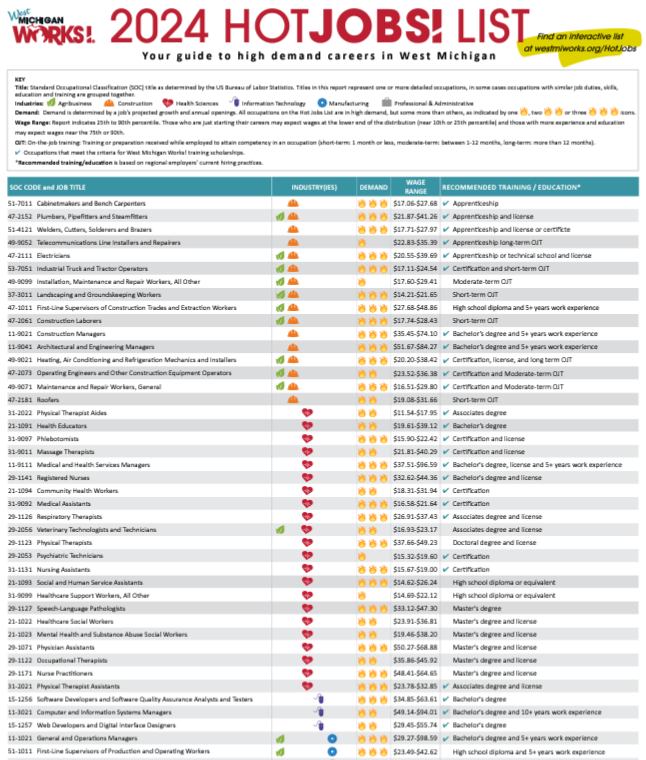 West
MICHIGAN
WORKS!.
2024 HOTJOBS! LIST
Your guide to high demand careers in West Michigan
Find an interactive list
at westmiworks.org/HotJobs
KEY
Title: Standard Occupational Classification (SOC) title as determined by the US Bureau of Labor Statistics. Titles in this report represent one or more detailed occupations, in some cases occupations with similar job duties, skills,
education and training are grouped together.
Industries: Agribusiness Construction Health Sciences Information Technology Manufacturing Professional & Administrative
Demand: Demand is determined by a job's projected growth and annual openings. All occupations on the Hot Jobs List are in high demand, but some more than others, as indicated by one , two or three icons.
Wage Range: Report indicates 25th to 90th percentile. Those who are just starting their careers may expect wages at the lower end of the distribution (near 10th or 25th percentile) and those with more experience and education
may expect wages near the 75th or 90th.
OJT: On-the-job training: Training or preparation received while employed to attain competency in an occupation (short-term: 1 month or less, moderate-term: between 1-12 months, long-term: more than 12 months).
✔ Occupations that meet the criteria for West Michigan Works! training scholarships.
*Recommended training/education is based on regional employers' current hiring practices.
SOC CODE and JOB TITLE INDUSTRY(IES) DEMAND WAGE RANGE RECOMMENDED TRAINING / EDUCATION*
51-7011 Cabinetmakers and Bench Carpenters $17.06-$27.68 ✔ Apprenticeship
47-2152 Plumbers, Pipefitters and Steamfitters $21.87-$41.26 ✔ Apprenticeship and license
51-4121 Welders, Cutters, Solderers and Brazers $17.71-$27.97 ✔ Apprenticeship and license or certificte
49-9052 Telecommunications Line Installers and Repairers $22.83-$35.39 ✔ Apprenticeship long-term OJT
47-2111 Electricians $20.55-$39.69 ✔ Apprenticeship or technical school and license
53-7051 Industrial Truck and Tractor Operators $17.11-$24.54 ✔ Certification and short-term OJT
49-9099 Installation, Maintenance and Repair Workers, All Other $17.60-$29.41 Moderate-term OJT
37-3011 Landscaping and Groundskeeping Workers $14.21-$21.65 Short-term OJT
47-1011 First-Line Supervisors of Construction Trades and Extraction Workers $27.68-$48.86 High school diploma and 5+ years work experience
47-2061 Construction Laborers $17.74-$28.43 Short-term OJT
11-9021 Construction Managers $35.45-$74.10 ✔ Bachelor's degree and 5+ years work experience
11-9041 Architectural and Engineering Managers $51.67-$84.27 ✔ Bachelor's degree and 5+ years work experience
49-9021 Heating, Air Conditioning and Refrigeration Mechanics and Installers $20.20-$38.42 ✔ Certification, license, and long term OJT
47-2073 Operating Engineers and Other Construction Equipment Operators $23.52-$36.38 ✔ Certification and Moderate-term OJT
49-9071 Maintenance and Repair Workers, General $16.51-$29.80 ✔ Certification and Moderate-term OJT
47-2181 Roofers $19.08-$31.66 Short-term OJT
31-2022 Physical Therapist Aides $11.54-$17.95 ✔ Associates degree
21-1091 Health Educators $19.61-$39.12 ✔ Bachelor's degree
31-9097 Phlebotomists $15.90-$22.42 ✔ Certification and license
31-9011 Massage Therapists $21.81-$40.29 ✔ Certification and license
11-9111 Medical and Health Services Managers $37.51-$96.59 ✔ Bachelor's degree, license and 5+ years work experience
29-1141 Registered Nurses $32.62-$44.36 ✔ Bachelor's degree and license
21-1094 Community Health Workers $18.31-$31.94 ✔ Certification
31-9092 Medical Assistants $16.58-$21.64 ✔ Certification
29-1126 Respiratory Therapists $26.91-$37.43 ✔ Associates degree and license
29-2056 Veterinary Technologists and Technicians $16.93-$23.17 Associates degree and license
29-1123 Physical Therapists $37.66-$49.23 Doctoral degree and license
29-2053 Psychiatric Technicians $15.32-$19.60 ✔ Certification
31-1131 Nursing Assistants $15.67-$19.00 ✔ Certification
21-1093 Social and Human Service Assistants $14.62-$26.24 High school diploma or equivalent
31-9099 Healthcare Support Workers, All Other $14.69-$22.12 High school diploma or equivalent
29-1127 Speech-Language Pathologists $33.12-$47.30 Master's degree
21-1022 Healthcare Social Workers $23.91-$36.81 Master's degree and license
21-1023 Mental Health and Substance Abuse Social Workers $19.46-$38.20 Master's degree and license
29-1071 Physician Assistants $50.27-$68.88 Master's degree and license
29-1122 Occupational Therapists $35.86-$45.92 Master's degree and license
29-1171 Nurse Practitioners $48.41-$64.65 Master's degree and license
31-2021 Physical Therapist Assistants $23.78-$32.85 ✔ Associates degree and license
15-1256 Software Developers and Software Quality Assurance Analysts and Testers $34.85-$63.61 ✔ Bachelor's degree
11-3021 Computer and Information Systems Managers $49.14-$94.01 ✔ Bachelor's degree and 10+ years work experience
15-1257 Web Developers and Digital Interface Designers $29.45-$55.74 ✔ Bachelor's degree
11-1021 General and Operations Managers $29.27-$98.59 ✔ Bachelor's degree and 5+ years work experience
51-1011 First-Line Supervisors of Production and Operating Workers $23.49-$42.62 High school diploma and 5+ years work experience